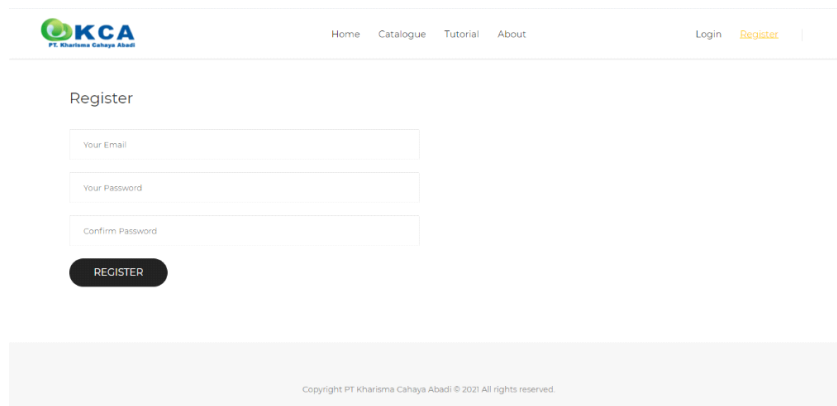 KCA
PT. Kharisma Cahaya Abadi
Home Catalogue Tutorial About
Login Register
Register
Your Email
Your Password
Confirm Password
REGISTER
Copyright PT Kharisma Cahaya Abadi © 2021 All rights reserved.